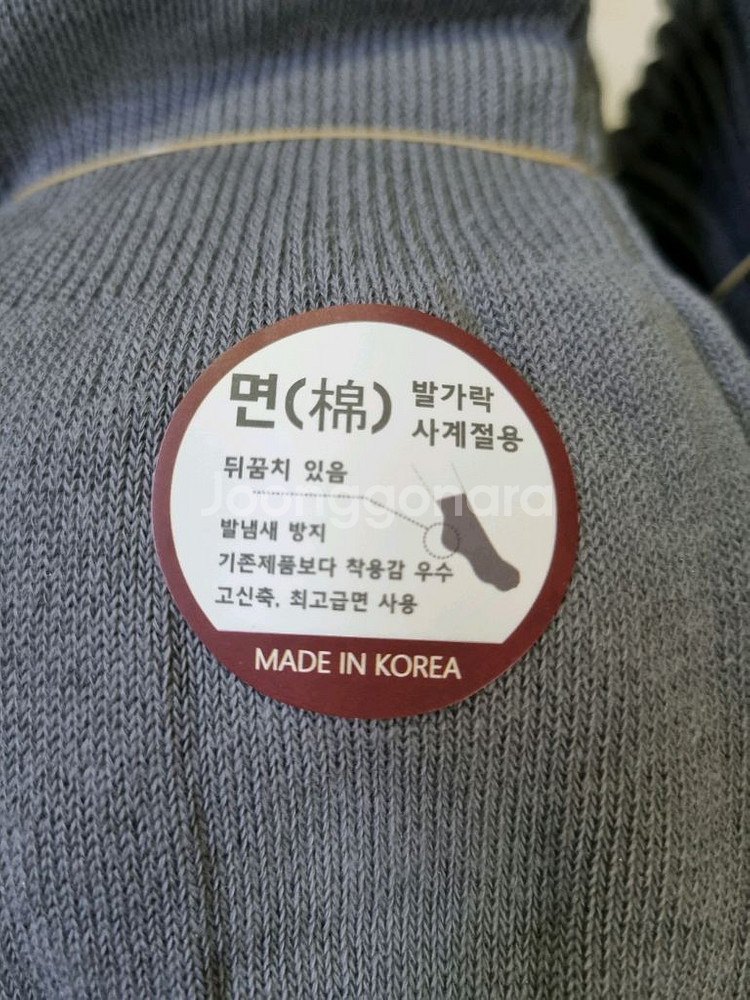 면(棉) 발가락
사계절용
뒤꿈치 있음
Joonggonara
발냄새 방지
기존제품보다 착용감 우수
고신축, 최고급면 사용
MADE IN KOREA